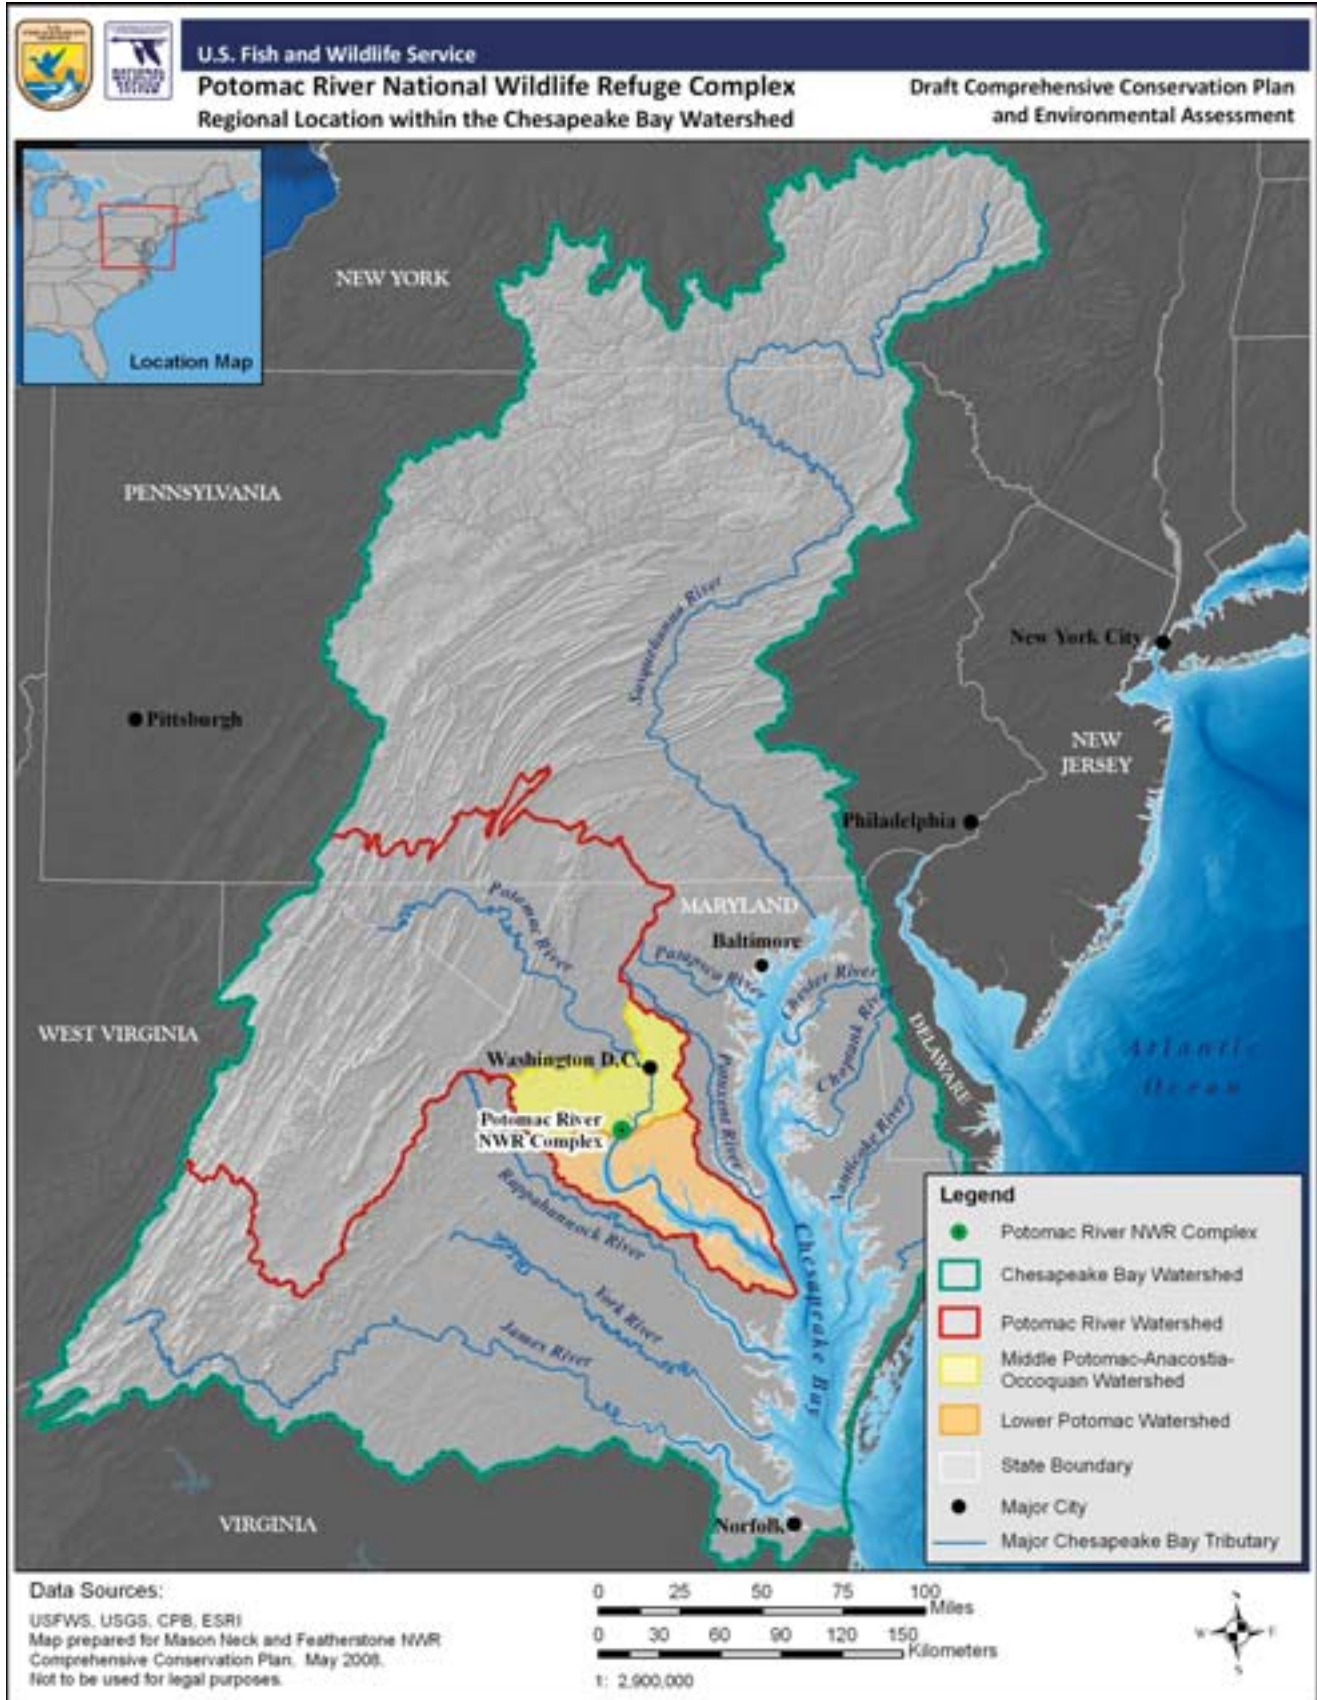 U.S. Fish and Wildlife Service
Potomac River National Wildlife Refuge Complex
Regional Location within the Chesapeake Bay Watershed
Draft Comprehensive Conservation Plan
and Environmental Assessment
Location Map
NEW YORK
PENNSYLVANIA
Susquehanna River
New York City
Pittsburgh
NEW
JERSEY
Philadelphia
Potomac River
MARYLAND
Baltimore
Patapsco River
Chester River
Choptank River
WEST VIRGINIA
DELAWARE
Atlantic
Ocean
Washington D.C.
Potomac River
NWR Complex
Patuxent River
Nanticoke River
Rappahannock River
Chesapeake Bay
York River
James River
VIRGINIA
Norfolk
Legend
Potomac River NWR Complex
Chesapeake Bay Watershed
Potomac River Watershed
Middle Potomac-Anacostia-
Occoquan Watershed
Lower Potomac Watershed
State Boundary
Major City
Major Chesapeake Bay Tributary
Data Sources:
USFWS, USGS, CPB, ESRI
Map prepared for Mason Neck and Featherstone NWR
Comprehensive Conservation Plan, May 2008.
Not to be used for legal purposes.
0 25 50 75 100
Miles
0 30 60 90 120 150
Kilometers
1: 2,900,000
N
W E
S